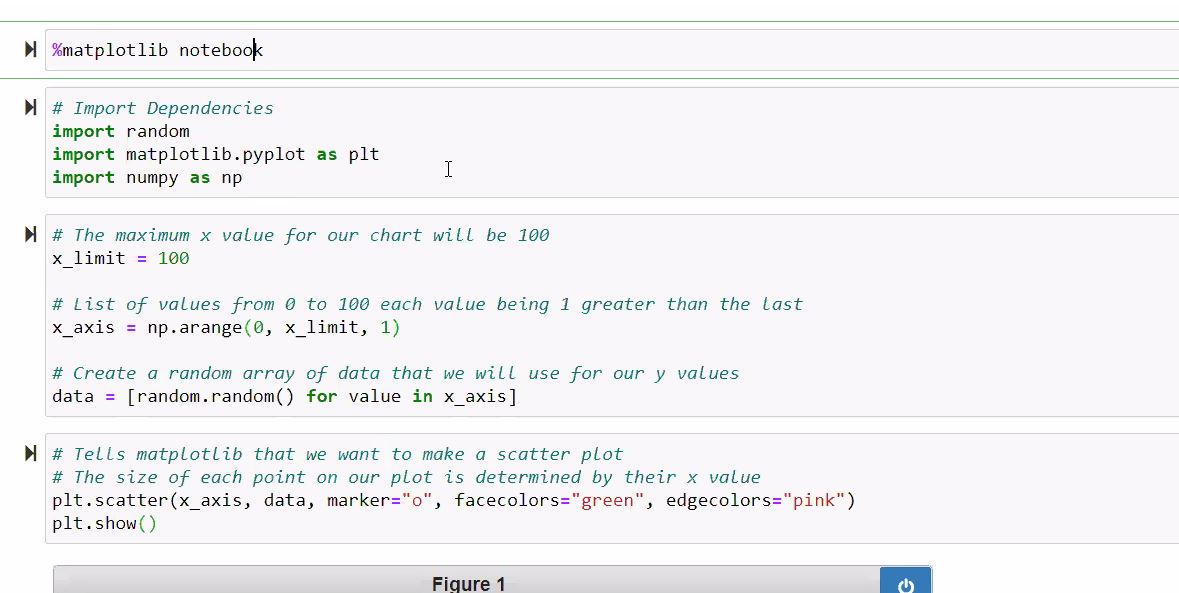 %matplotlib notebook
# Import Dependencies
import random
import matplotlib.pyplot as plt
import numpy as np
# The maximum x value for our chart will be 100
x_limit = 100
# List of values from 0 to 100 each value being 1 greater than the last
x_axis = np.arange(0, x_limit, 1)
# Create a random array of data that we will use for our y values
data = [random.random() for value in x_axis]
# Tells matplotlib that we want to make a scatter plot
# The size of each point on our plot is determined by their x value
plt.scatter(x_axis, data, marker="o", facecolors="green", edgecolors="pink")
plt.show()
Figure 1